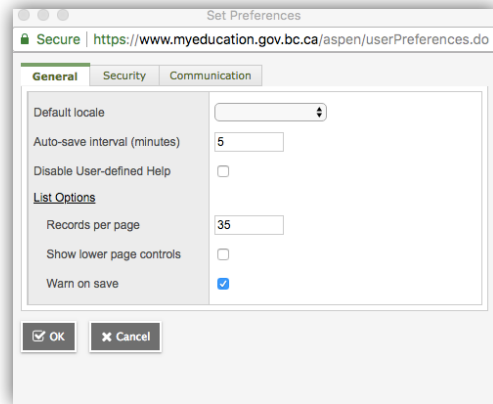 Set Preferences
Secure | https://www.myeducation.gov.bc.ca/aspen/userPreferences.do
General Security Communication
Default locale
Auto-save interval (minutes) 5
Disable User-defined Help
List Options
Records per page 35
Show lower page controls
Warn on save
OK Cancel